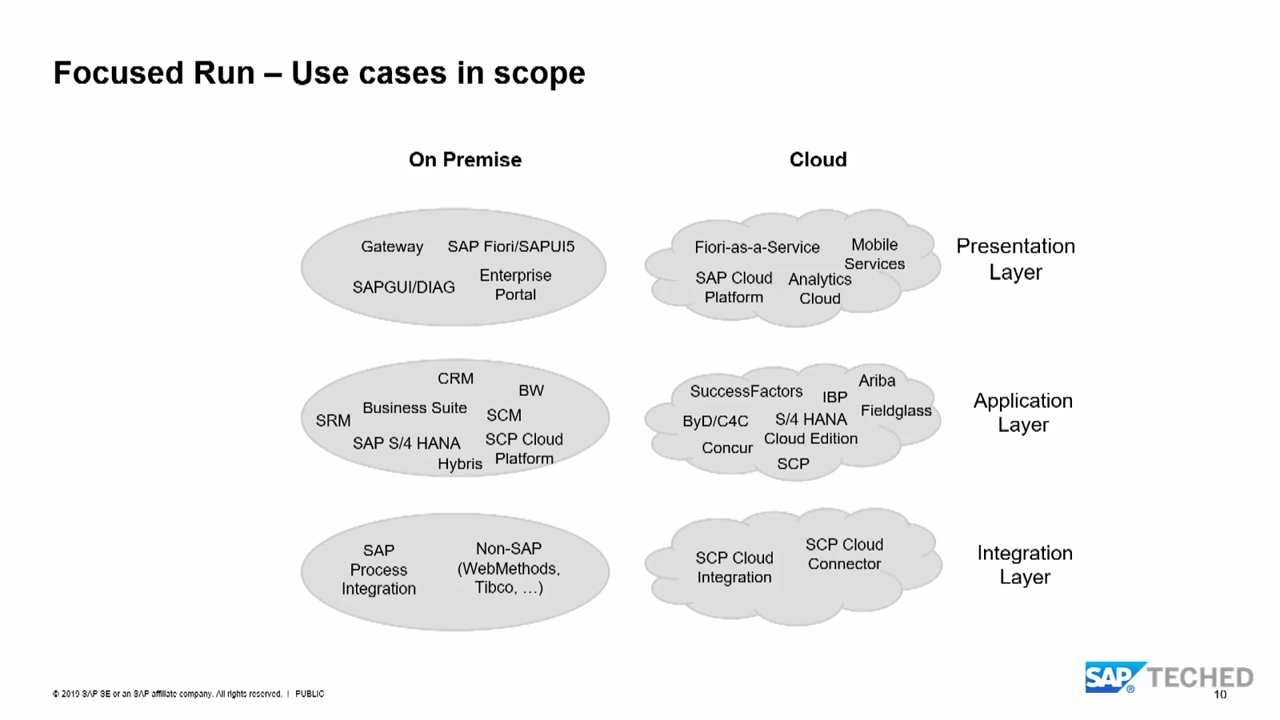 Focused Run – Use cases in scope
On Premise
Cloud
Gateway
SAP Fiori/SAPUI5
SAPGUI/DIAG
Enterprise
Portal
Fiori-as-a-Service
Mobile
Services
SAP Cloud
Platform
Analytics
Cloud
Presentation
Layer
CRM
BW
SRM
Business Suite
SCM
SAP S/4 HANA
SCP Cloud
Platform
Hybris
SuccessFactors
IBP
Ariba
ByD/C4C
S/4 HANA
Cloud Edition
Fieldglass
Concur
SCP
Application
Layer
SAP
Process
Integration
Non-SAP
(WebMethods,
Tibco, …)
SCP Cloud
Integration
SCP Cloud
Connector
Integration
Layer
© 2019 SAP SE or an SAP affiliate company. All rights reserved. ǀ PUBLIC
SAP® TECHED
10